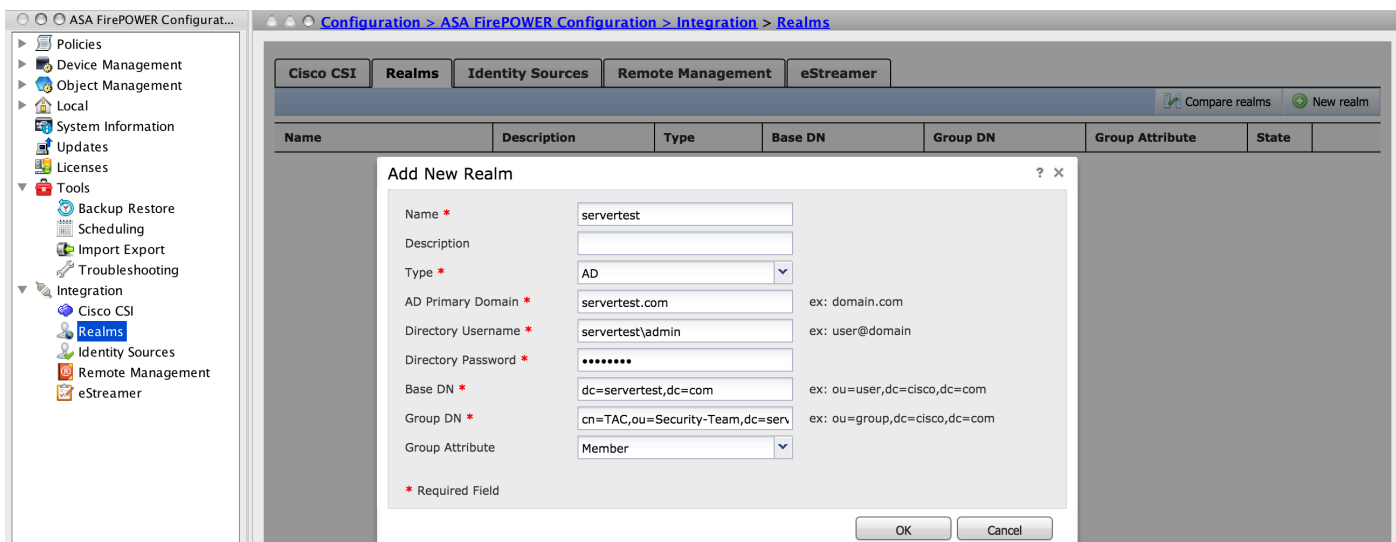 ASA FirePOWER Configurat...
Policies
Device Management
Object Management
Local
System Information
Updates
Licenses
Tools
Backup Restore
Scheduling
Import Export
Troubleshooting
Integration
Cisco CSI
Realms
Identity Sources
Remote Management
eStreamer
Configuration > ASA FirePOWER Configuration > Integration > Realms
Cisco CSI Realms Identity Sources Remote Management eStreamer
Compare realms New realm
Name Description Type Base DN Group DN Group Attribute State
Add New Realm ?
Name * servertest
Description
Type * AD
AD Primary Domain * servertest.com ex: domain.com
Directory Username * servertest\admin ex: user@domain
Directory Password * ••••••••
Base DN * dc=servertest,dc=com ex: ou=user,dc=cisco,dc=com
Group DN * cn=TAC,ou=Security-Team,dc=serv ex: ou=group,dc=cisco,dc=com
Group Attribute Member
* Required Field
OK Cancel